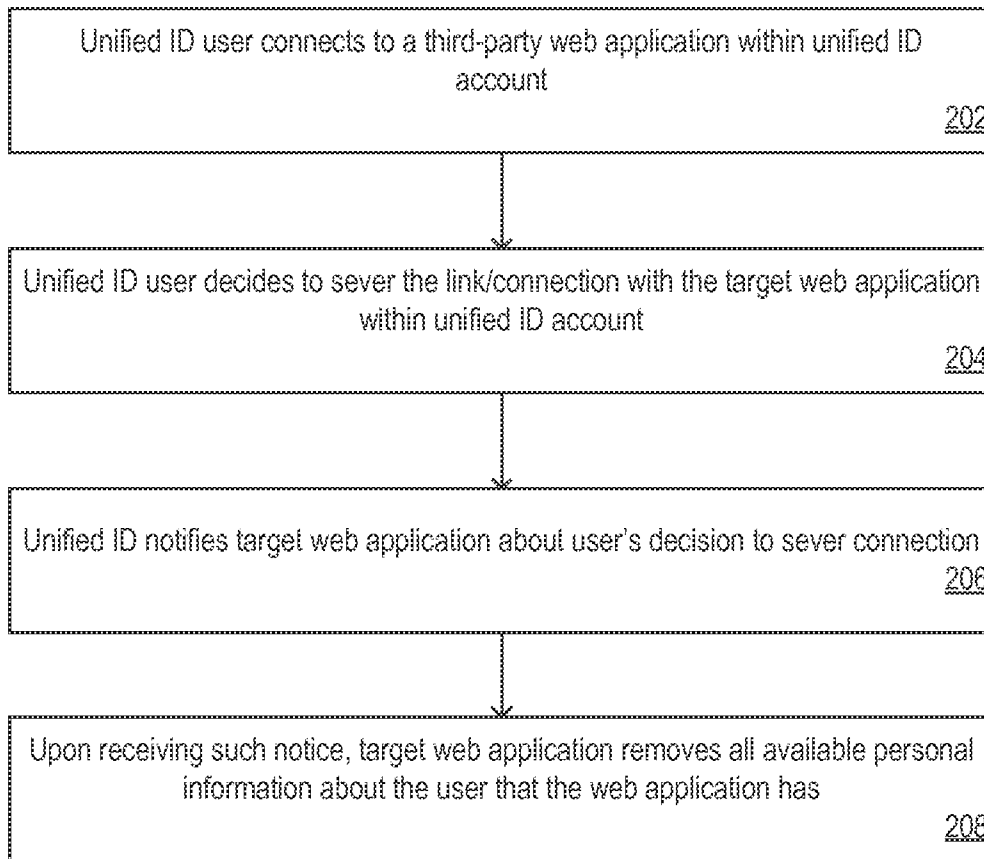 Unified ID user connects to a third-party web application within unified ID
account
202
Unified ID user decides to sever the link/connection with the target web application
within unified ID account
204
Unified ID notifies target web application about user's decision to sever connection
206
Upon receiving such notice, target web application removes all available personal
information about the user that the web application has
208